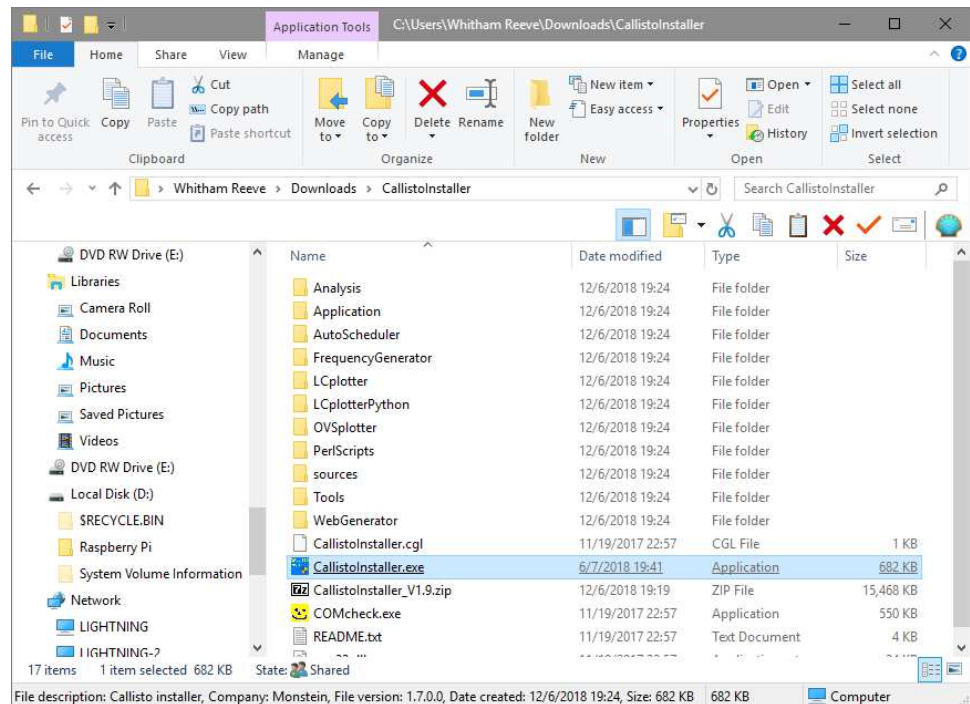 Application Tools
C:\Users\Whitham Reeve\Downloads\CallistoInstaller
File
Home
Share
View
Manage
Pin to Quick access
Copy
Paste
Cut
Copy path
Paste shortcut
Clipboard
Move to
Copy to
Delete
Rename
Organize
New folder
New item
Easy access
New
Properties
Open
Edit
History
Open
Select all
Select none
Invert selection
Select
Whitham Reeve > Downloads > CallistoInstaller
Search CallistoInstaller
DVD RW Drive (E:)
Libraries
Camera Roll
Documents
Music
Pictures
Saved Pictures
Videos
DVD RW Drive (E:)
Local Disk (D:)
$RECYCLE.BIN
Raspberry Pi
System Volume Information
Network
LIGHTNING
LIGHTNING-2
Name Date modified Type Size
Analysis 12/6/2018 19:24 File folder
Application 12/6/2018 19:24 File folder
AutoScheduler 12/6/2018 19:24 File folder
FrequencyGenerator 12/6/2018 19:24 File folder
LCplotter 12/6/2018 19:24 File folder
LCplotterPython 12/6/2018 19:24 File folder
OVSplotter 12/6/2018 19:24 File folder
PerlScripts 12/6/2018 19:24 File folder
sources 12/6/2018 19:24 File folder
Tools 12/6/2018 19:24 File folder
WebGenerator 12/6/2018 19:24 File folder
CallistoInstaller.cgl 11/19/2017 22:57 CGL File 1 KB
CallistoInstaller.exe 6/7/2018 19:41 Application 682 KB
CallistoInstaller_V1.9.zip 12/6/2018 19:19 ZIP File 15,468 KB
COMcheck.exe 11/19/2017 22:57 Application 550 KB
README.txt 11/19/2017 22:57 Text Document 4 KB
17 items 1 item selected 682 KB State: Shared
File description: Callisto installer, Company: Monstein, File version: 1.7.0.0, Date created: 12/6/2018 19:24, Size: 682 KB 682 KB Computer